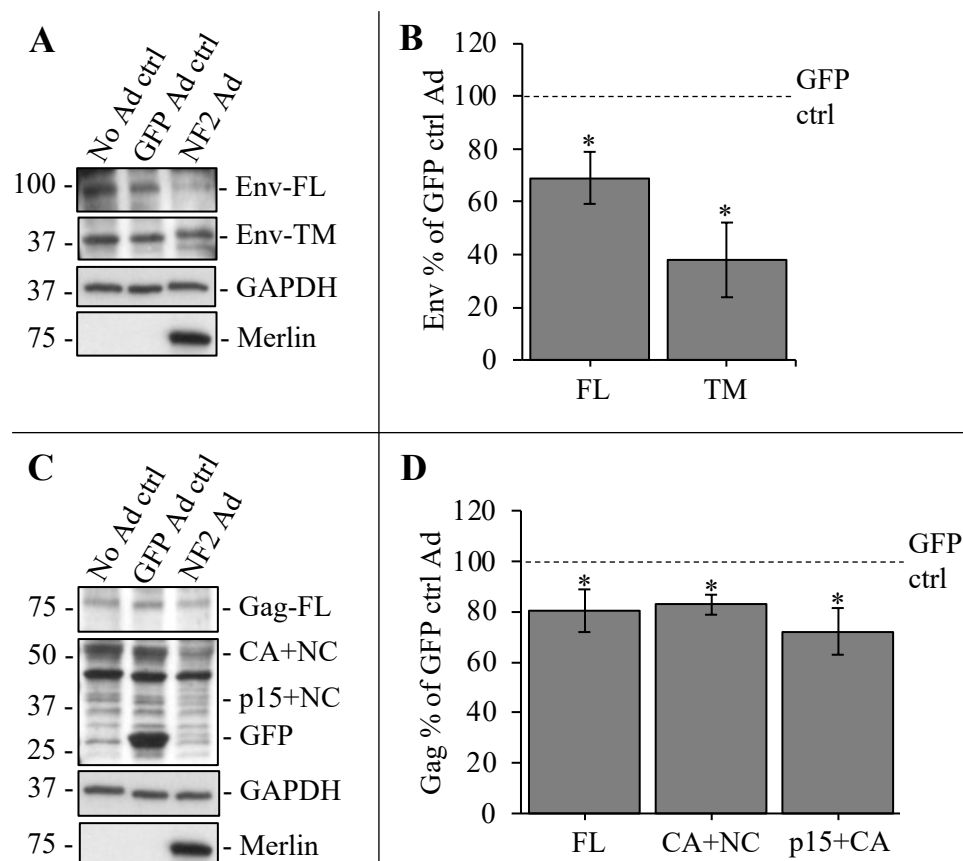 A
No Ad ctrl
GFP Ad ctrl
NF2 Ad
100 - - Env-FL
37 - - Env-TM
37 - - GAPDH
75 - - Merlin
B
Env % of GFP ctrl Ad
120
100
80
60
40
20
0
GFP
ctrl
*
*
FL TM
C
No Ad ctrl
GFP Ad ctrl
NF2 Ad
75 - - Gag-FL
50 - - CA+NC
37 - - p15+NC
25 - - GFP
37 - - GAPDH
75 - - Merlin
D
Gag % of GFP ctrl Ad
120
100
80
60
40
20
0
GFP
ctrl
* * *
FL CA+NC p15+CA